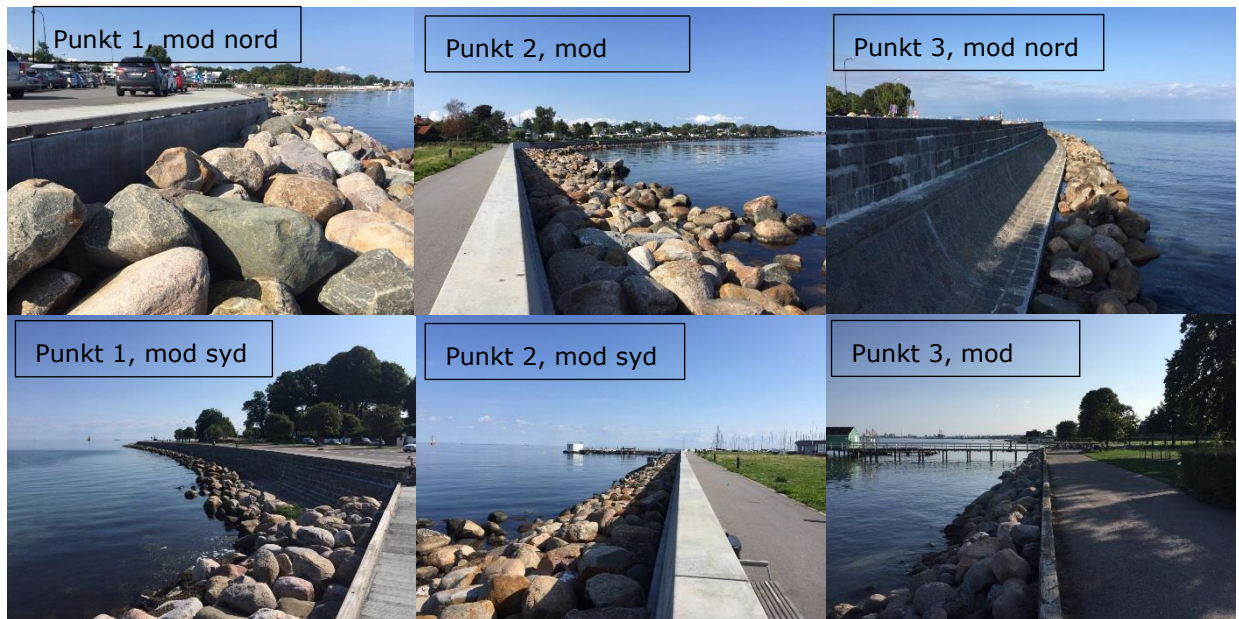 Punkt 1, mod nord
Punkt 2, mod
Punkt 3, mod nord
Punkt 1, mod syd
Punkt 2, mod syd
Punkt 3, mod